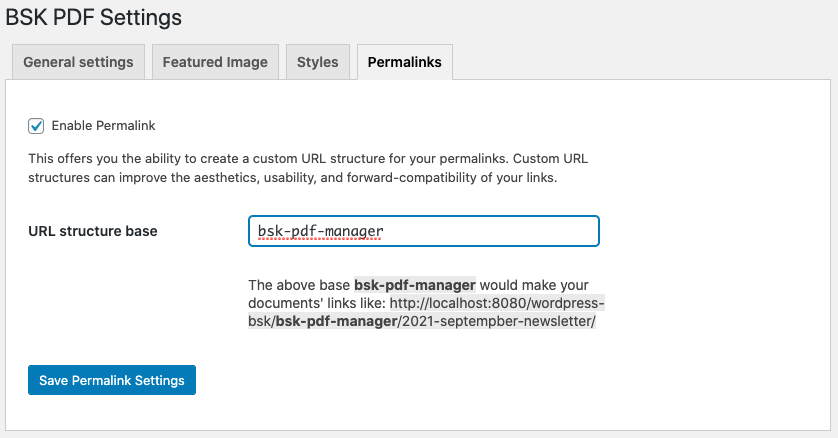 BSK PDF Settings
General settings
Featured Image
Styles
Permalinks
Enable Permalink
This offers you the ability to create a custom URL structure for your permalinks. Custom URL
structures can improve the aesthetics, usability, and forward-compatibility of your links.
URL structure base
bsk-pdf-manager
The above base bsk-pdf-manager would make your
documents' links like: http://localhost:8080/wordpress-
bsk/bsk-pdf-manager/2021-septempber-newsletter/
Save Permalink Settings